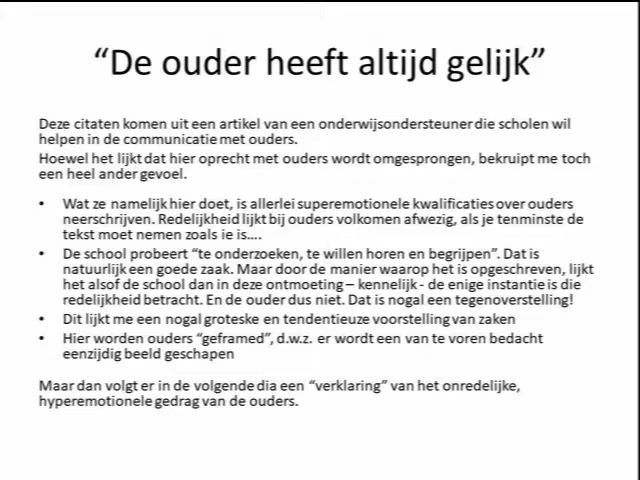 “De ouder heeft altijd gelijk”
Deze citaten komen uit een artikel van een onderwijsondersteuner die scholen wil
helpen in de communicatie met ouders.
Hoewel het lijkt dat hier oprecht met ouders wordt omgesprongen, bekruipt me toch
een heel ander gevoel.
• Wat ze namelijk hier doet, is allerlei superemotionele kwalificaties over ouders
neerschrijven. Redelijkheid lijkt bij ouders volkomen afwezig, als je tenminste de
tekst moet nemen zoals ie is….
• De school probeert “te onderzoeken, te willen horen en begrijpen”. Dat is
natuurlijk een goede zaak. Maar door de manier waarop het is opgeschreven, lijkt
het alsof de school dan in deze ontmoeting – kennelijk - de enige instantie is die
redelijkheid betracht. En de ouder dus niet. Dat is nogal een tegenoverstelling!
• Dit lijkt me een nogal groteske en tendentieuze voorstelling van zaken
• Hier worden ouders “geframed”, d.w.z. er wordt een van te voren bedacht
eenzijdig beeld geschapen
Maar dan volgt er in de volgende dia een “verklaring” van het onredelijke,
hyperemotionele gedrag van de ouders.